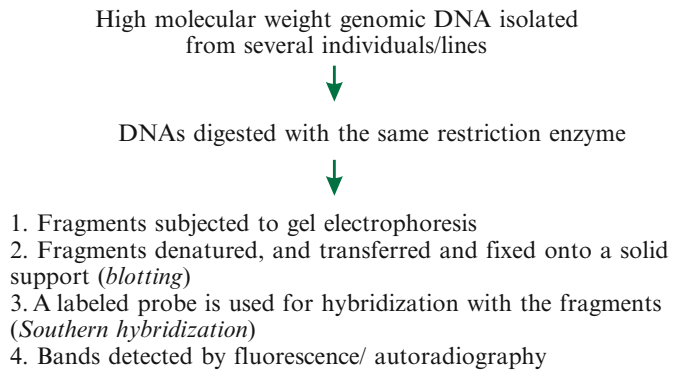 High molecular weight genomic DNA isolated
from several individuals/lines
DNAs digested with the same restriction enzyme
1. Fragments subjected to gel electrophoresis
2. Fragments denatured, and transferred and fixed onto a solid
support (blotting)
3. A labeled probe is used for hybridization with the fragments
(Southern hybridization)
4. Bands detected by fluorescence/ autoradiography